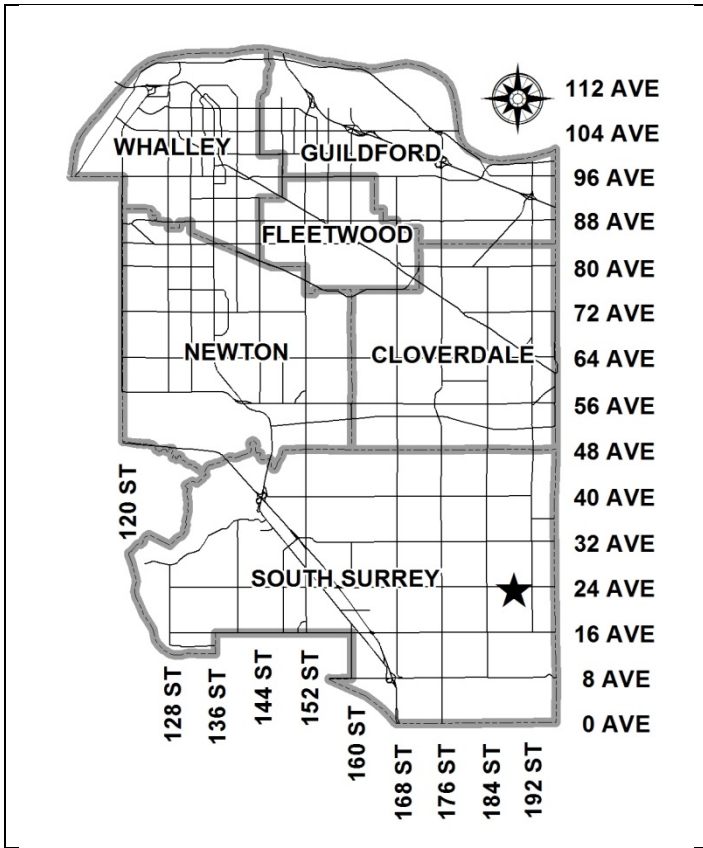 112 AVE
104 AVE
WHALLEY
GUILDFORD
96 AVE
88 AVE
FLEETWOOD
80 AVE
72 AVE
NEWTON
CLOVERDALE
64 AVE
56 AVE
48 AVE
120 ST
40 AVE
32 AVE
SOUTH SURREY
24 AVE
16 AVE
8 AVE
0 AVE
128 ST
136 ST
144 ST
152 ST
160 ST
168 ST
176 ST
184 ST
192 ST